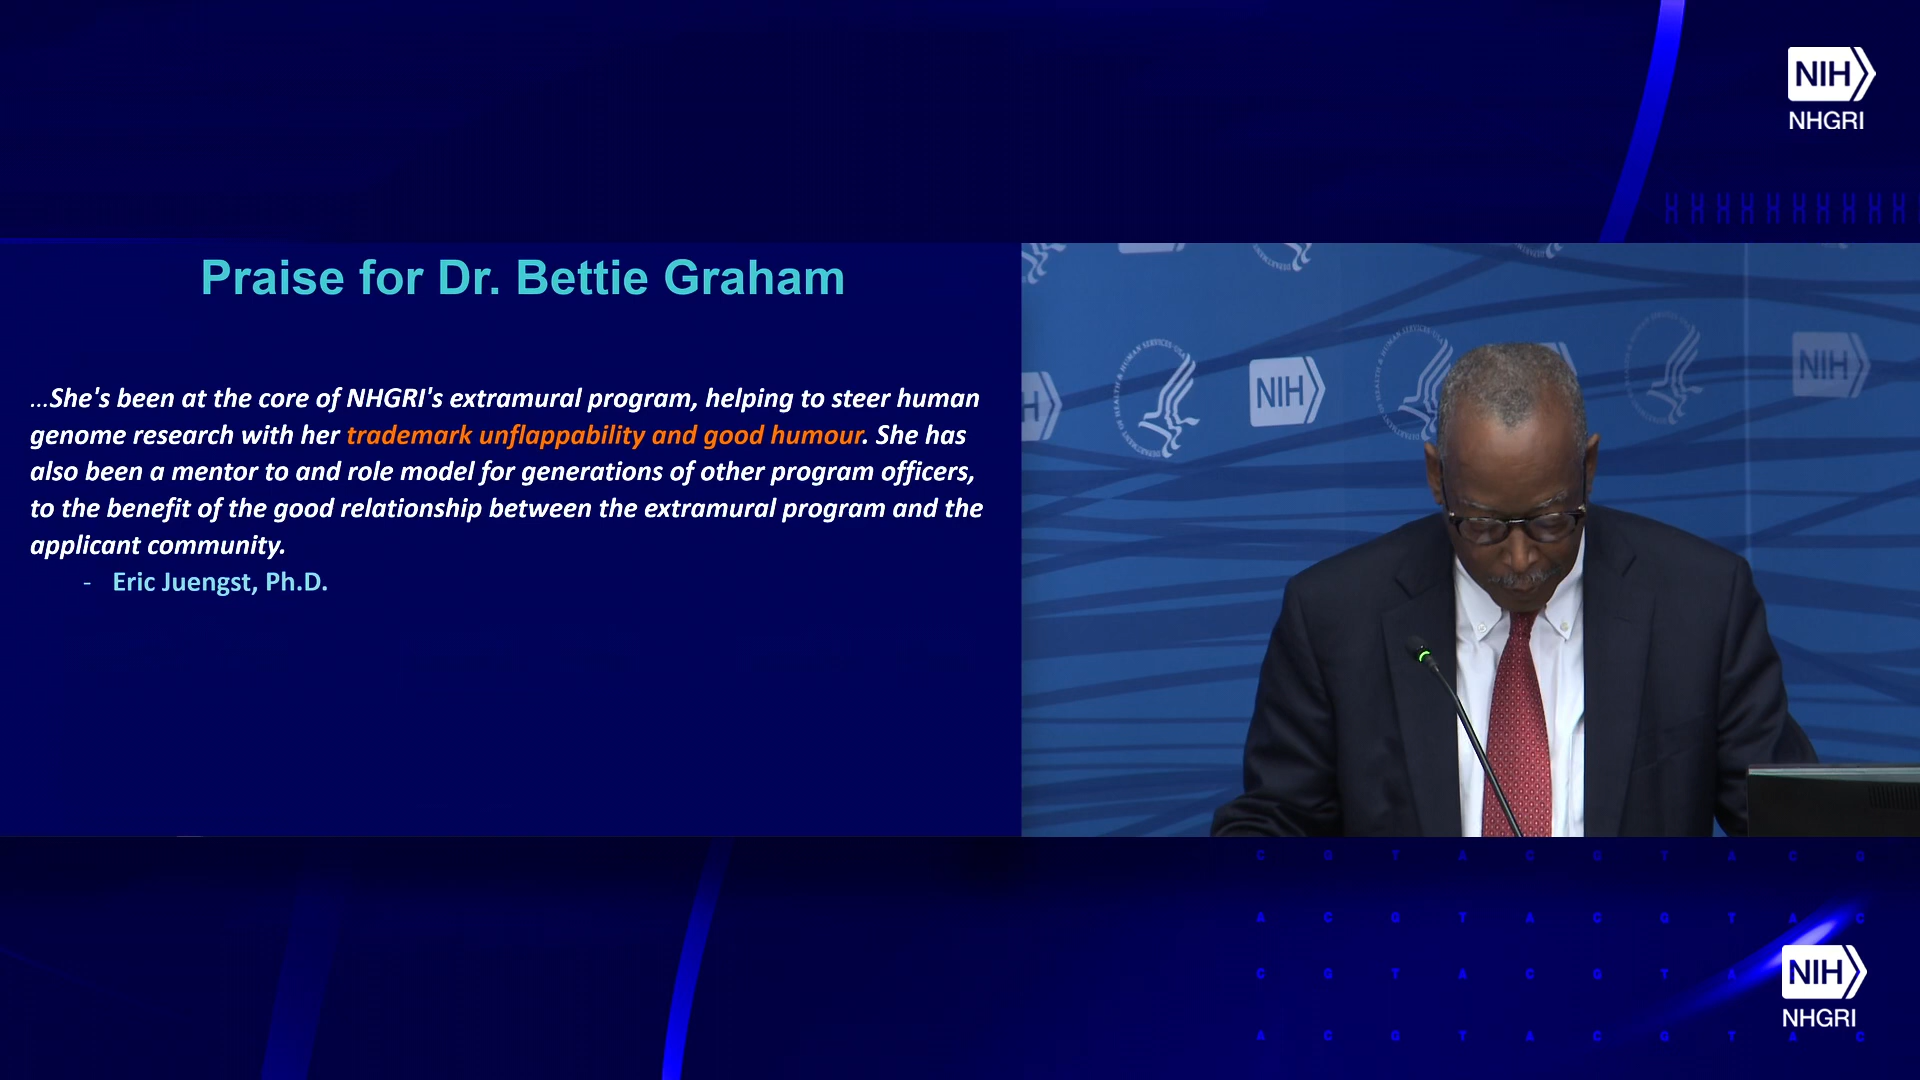 NIH
NHGRI
Praise for Dr. Bettie Graham
...She's been at the core of NHGRI's extramural program, helping to steer human
genome research with her trademark unflappability and good humour. She has
also been a mentor to and role model for generations of other program officers,
to the benefit of the good relationship between the extramural program and the
applicant community.
- Eric Juengst, Ph.D.
NIH
NIH
C G T A C G T A C G
A C G T A C G T A C
C G T A C G T A
A C G T A C G T A C
NIH
NHGRI